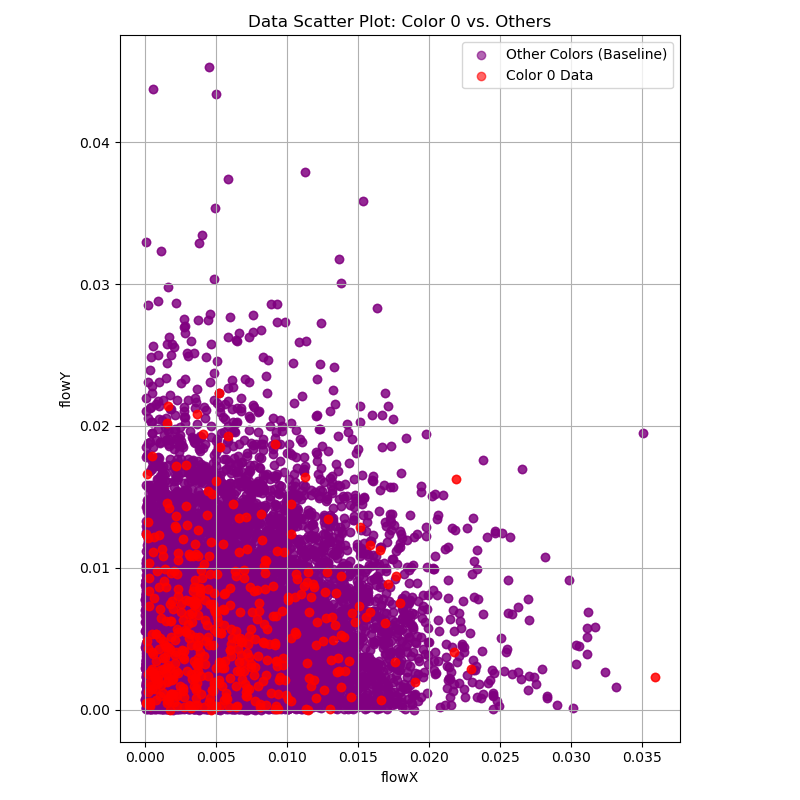 Data Scatter Plot: Color 0 vs. Others
Other Colors (Baseline)
Color 0 Data
flowY
0.04
0.03
0.02
0.01
0.00
0.000 0.005 0.010 0.015 0.020 0.025 0.030 0.035
flowX